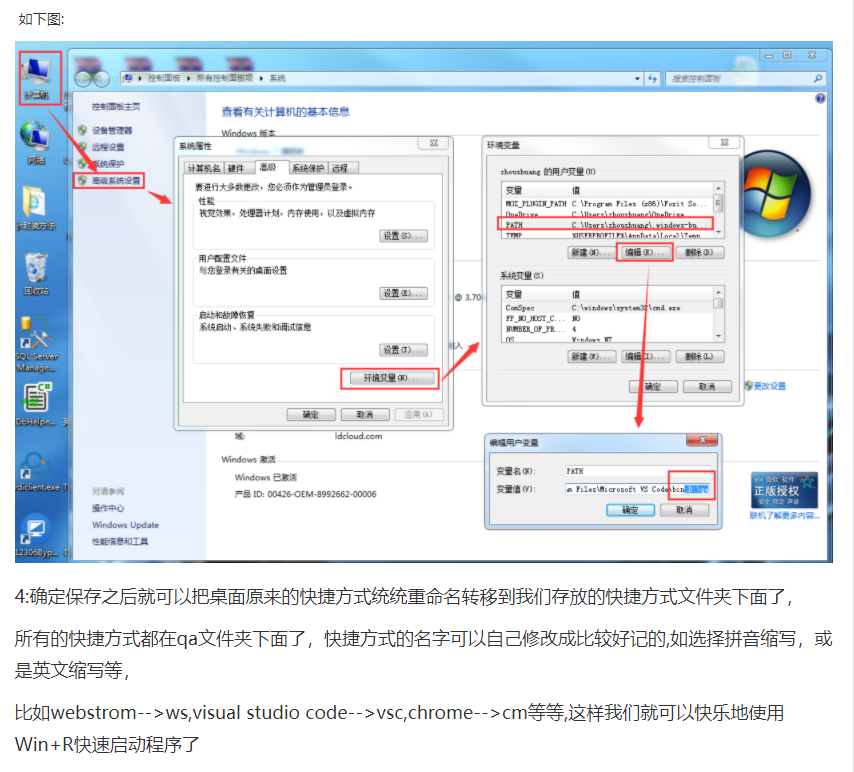 如下图:
计算机
控制面板 ▸ 所有控制面板项 ▸ 系统
搜索控制面板
控制面板主页
设备管理器
远程设置
系统保护
高级系统设置
网络
回收站
SQL Server
Manage...
DbHelpe...
查看有关计算机的基本信息
Windows 版本
系统属性
计算机名 硬件 高级 系统保护 远程
要进行大多数更改，您必须作为管理员登录。
性能
视觉效果，处理器计划，内存使用，以及虚拟内存
设置(S)...
用户配置文件
与您登录有关的桌面设置
设置(E)...
启动和故障恢复
系统启动、系统失败和调试信息
设置(T)...
环境变量(N)...
确定 取消 应用(A)
@ 3.70
域: ldcloud.com
Windows 激活
Windows 已激活
产品 ID: 00426-OEM-8992662-00006
另请参阅
操作中心
Windows Update
性能信息和工具
环境变量
zhoushuang 的用户变量(U)
变量 值
MOZ_PLUGIN_PATH C:\Program Files (x86)\Foxit So...
OneDrive C:\Users\zhoushuang\OneDrive
PATH C:\Users\zhoushuang\.windows-bu...
TEMP %USERPROFILE%\AppData\Local\Temp
新建(N)... 编辑(E)... 删除(D)
系统变量(S)
变量 值
ComSpec C:\windows\system32\cmd.exe
FP_NO_HOST_C... NO
NUMBER_OF_PR... 4
OS Windows_NT
新建(W)... 编辑(I)... 删除(L)
确定 取消
更改设置
编辑用户变量
变量名(N): PATH
变量值(V): m Files\Microsoft VS Code\bin;D:\qa
确定 取消
正版授权
联机了解更多内容...
4:确定保存之后就可以把桌面原来的快捷方式统统重命名转移到我们存放的快捷方式文件夹下面了，
所有的快捷方式都在qa文件夹下面了，快捷方式的名字可以自己修改成比较好记的,如选择拼音缩写，或
是英文缩写等，
比如webstrom-->ws,visual studio code-->vsc,chrome-->cm等等,这样我们就可以快乐地使用
Win+R快速启动程序了